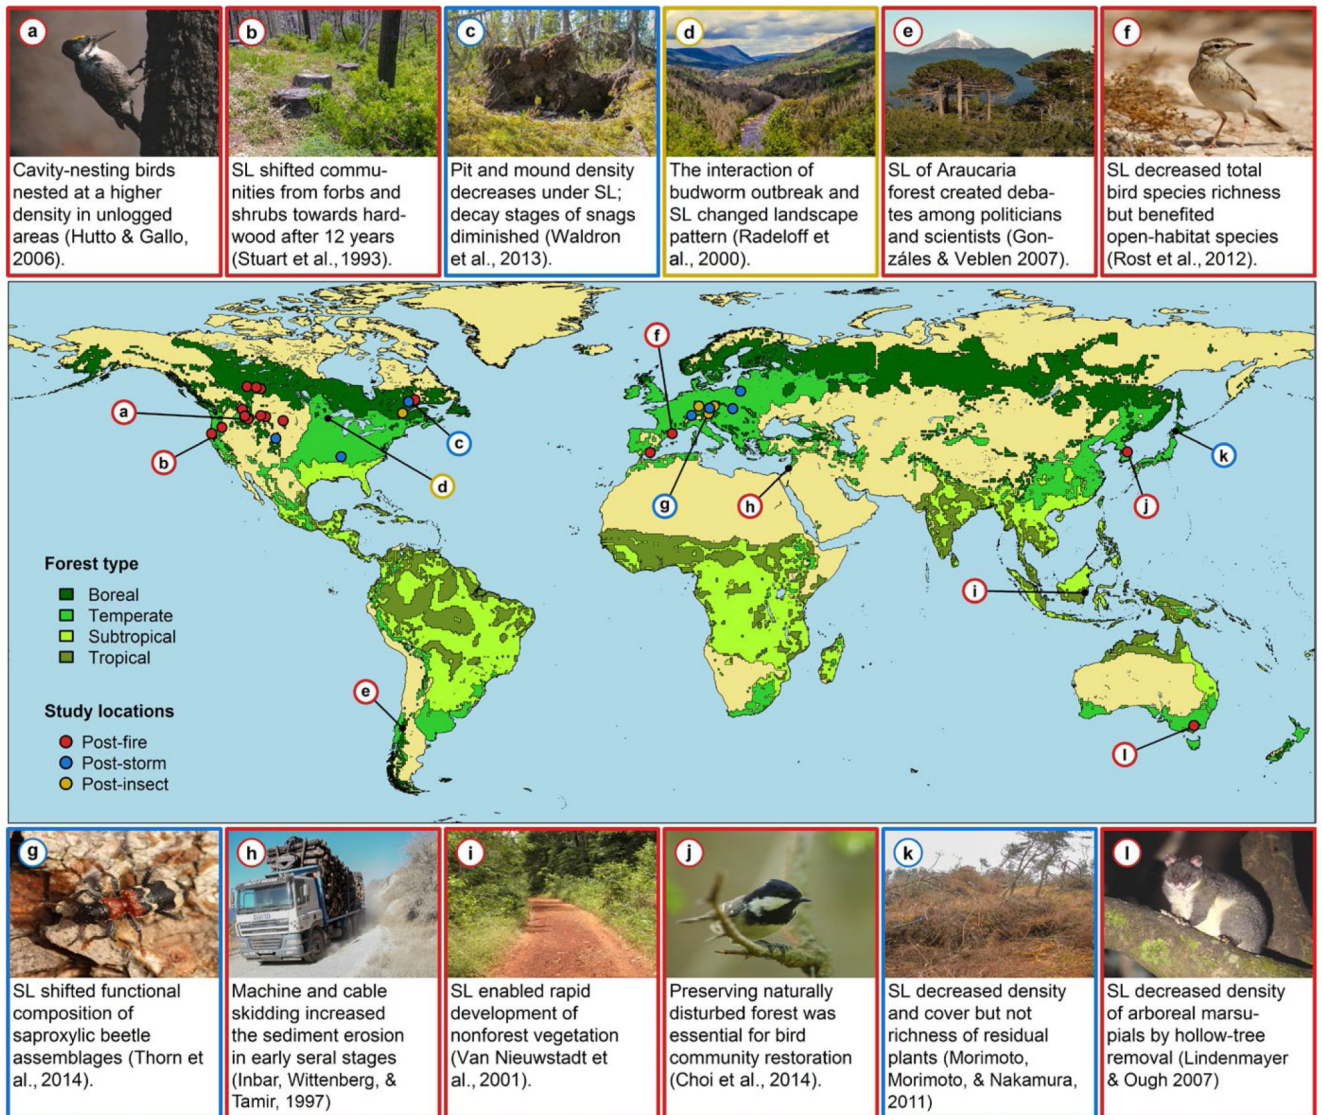 a
Cavity-nesting birds
nested at a higher
density in unlogged
areas (Hutto & Gallo,
2006).
b
SL shifted commu-
nities from forbs and
shrubs towards hard-
wood after 12 years
(Stuart et al., 1993).
c
Pit and mound density
decreases under SL;
decay stages of snags
diminished (Waldron
et al., 2013).
d
The interaction of
budworm outbreak and
SL changed landscape
pattern (Radeloff et
al., 2000).
e
SL of Araucaria
forest created deba-
tes among politicians
and scientists (Gon-
záles & Veblen 2007).
f
SL decreased total
bird species richness
but benefited
open-habitat species
(Rost et al., 2012).
a
b
c
d
e
f
g
h
i
j
k
l
Forest type
Boreal
Temperate
Subtropical
Tropical
Study locations
Post-fire
Post-storm
Post-insect
g
SL shifted functional
composition of
saproxylic beetle
assemblages (Thorn et
al., 2014).
h
Machine and cable
skidding increased
the sediment erosion
in early seral stages
(Inbar, Wittenberg, &
Tamir, 1997)
i
SL enabled rapid
development of
nonforest vegetation
(Van Nieuwstadt et
al., 2001).
j
Preserving naturally
disturbed forest was
essential for bird
community restoration
(Choi et al., 2014).
k
SL decreased density
and cover but not
richness of residual
plants (Morimoto,
Morimoto, & Nakamura,
2011)
l
SL decreased density
of arboreal marsu-
pials by hollow-tree
removal (Lindenmayer
& Ough 2007)